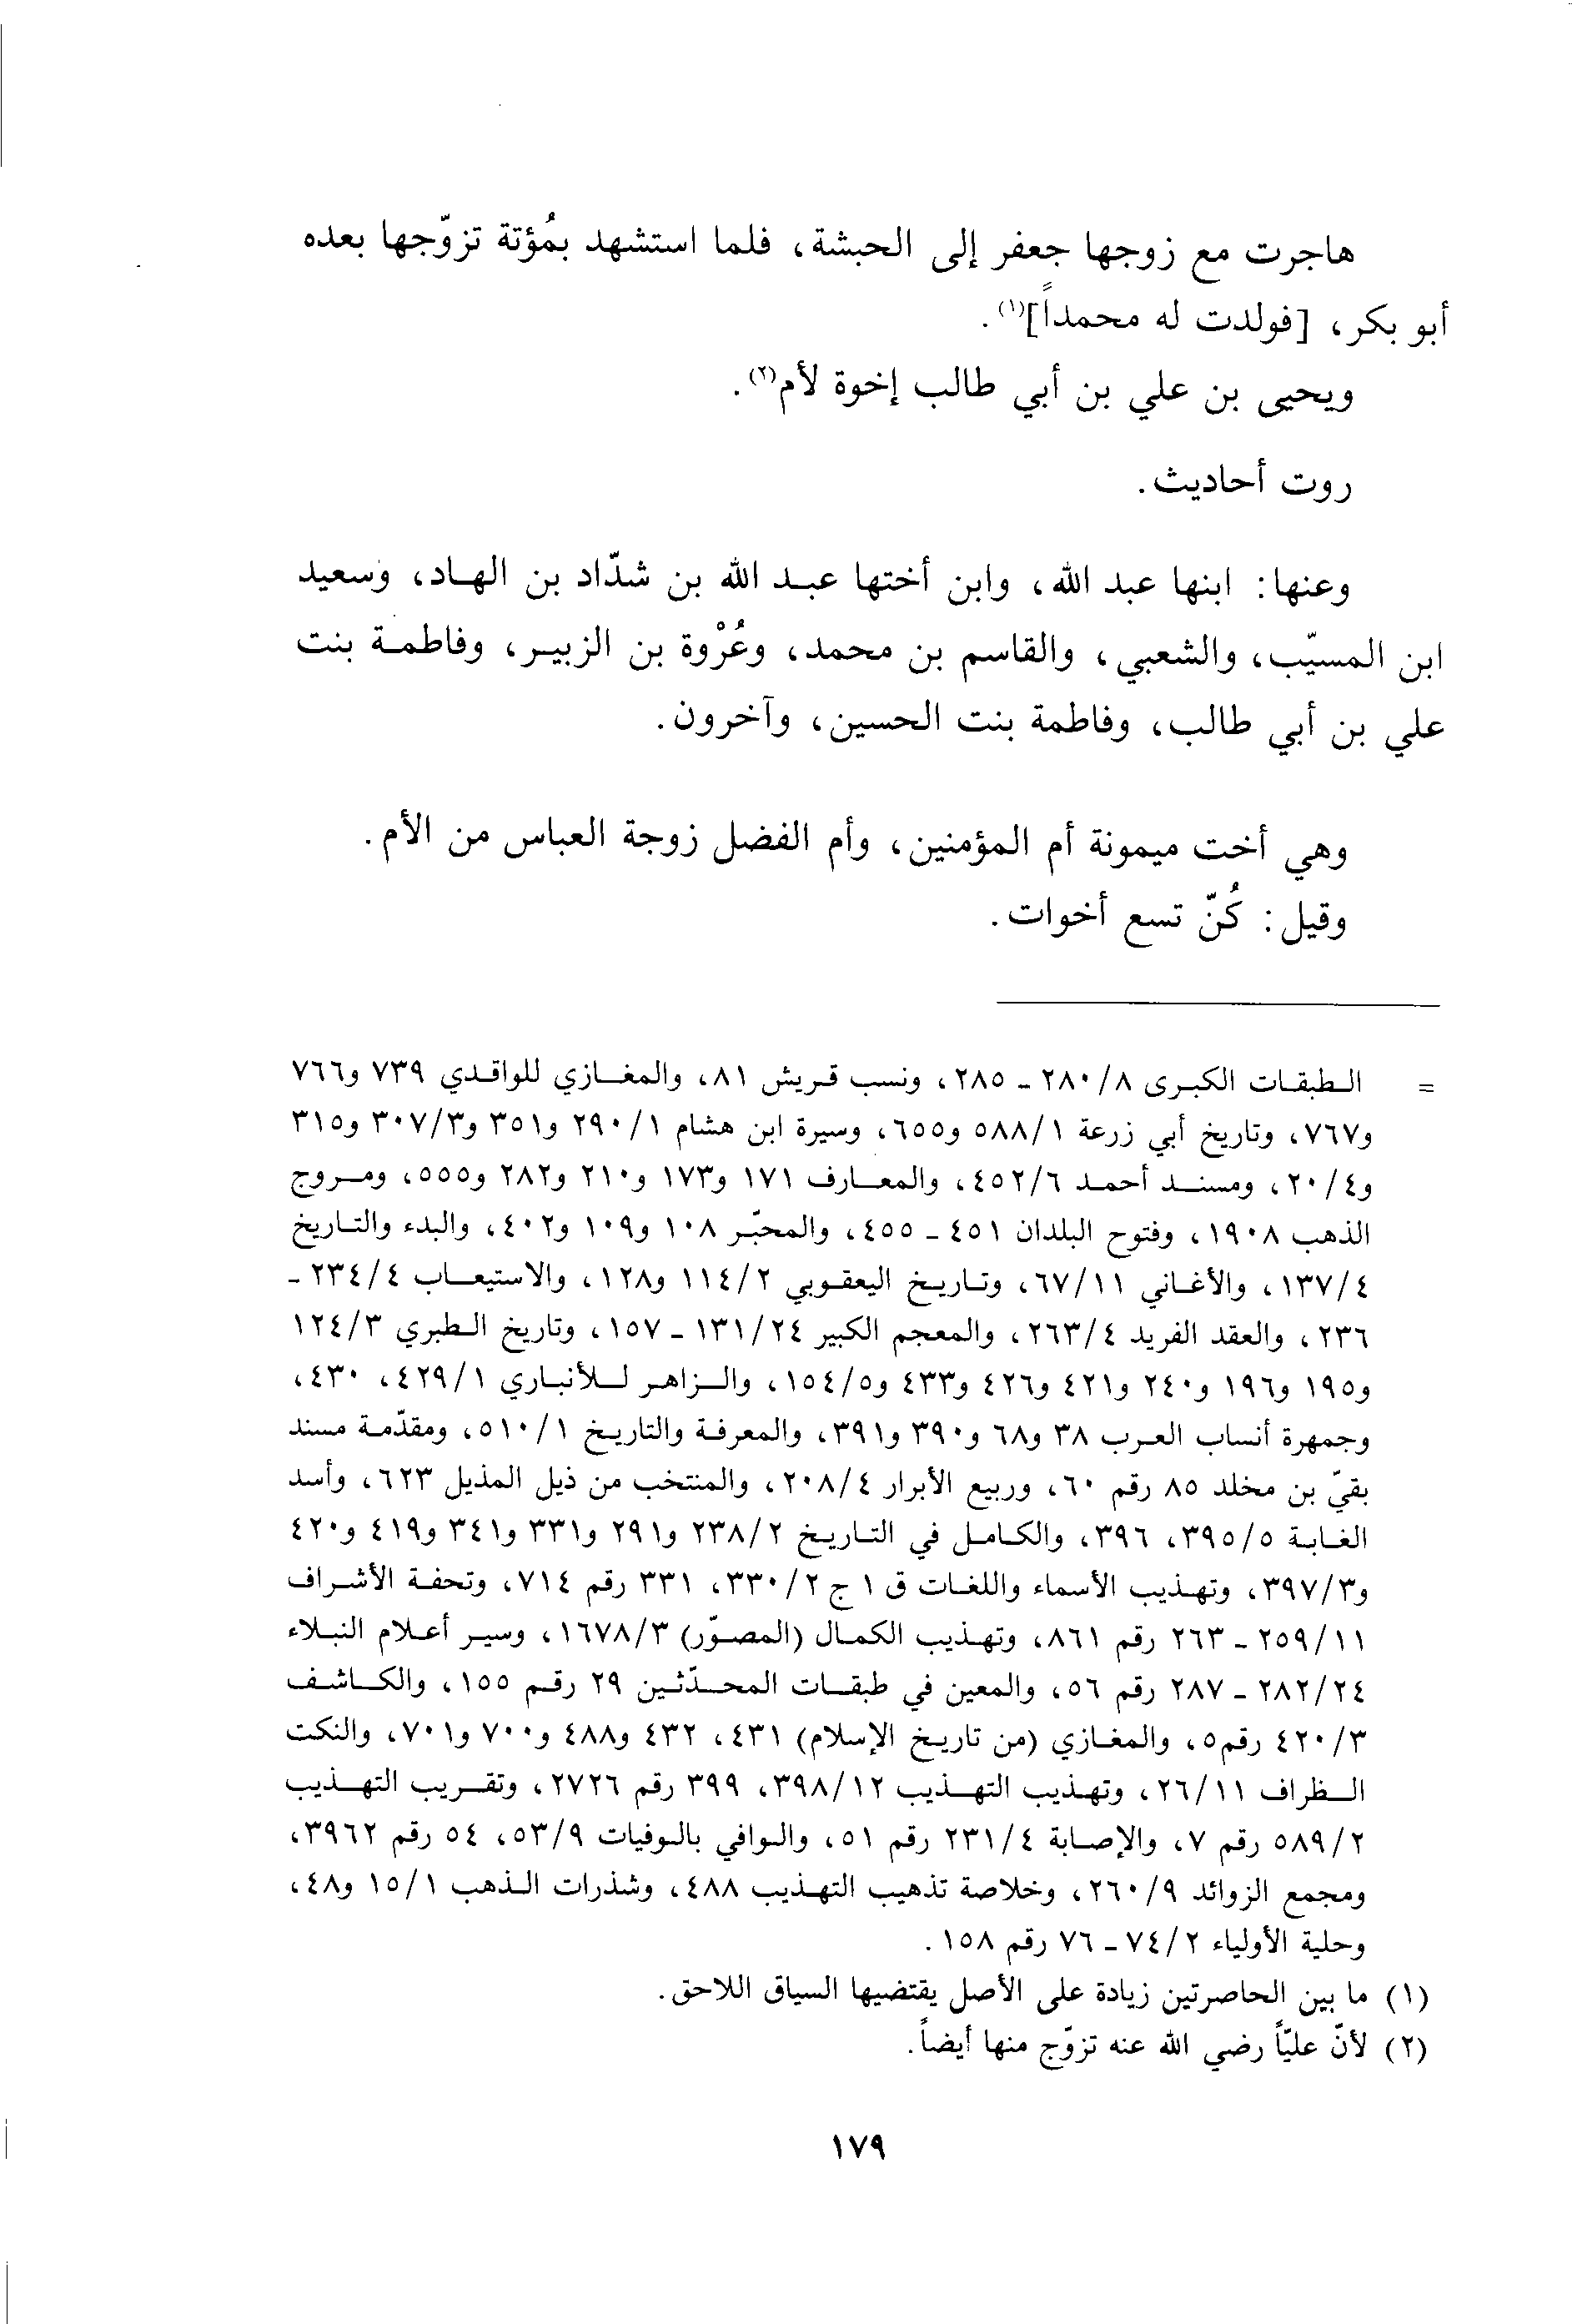 هاجرت مع زوجها جعفر إلى الحبشة، فلما استشهد بمُؤتة تزوّجها بعده
أبو بكر، [فولدت له محمداً]⁽¹⁾.
ويحيى بن علي بن أبي طالب إخوة لأم⁽²⁾.
روت أحاديث.
وعنها: ابنها عبد الله، وابن أختها عبد الله بن شدّاد بن الهاد، وسعيد
ابن المسيّب، والشعبي، والقاسم بن محمد، وعُرْوة بن الزبير، وفاطمة بنت
علي بن أبي طالب، وفاطمة بنت الحسين، وآخرون.
وهي أخت ميمونة أم المؤمنين، وأم الفضل زوجة العباس من الأم.
وقيل: كُنّ تسع أخوات.
= الطبقات الكبرى ٨/٢٨٠ - ٢٨٥، ونسب قريش ٨١، والمغازي للواقدي ٧٣٩ و٧٦٦
و٧٦٧، وتاريخ أبي زرعة ١/٥٨٨ و٦٥٥، وسيرة ابن هشام ١/٢٩٠ و٣٥١ و٣/٣٠٧ و٣١٥
و٤/٢٠، ومسند أحمد ٦/٤٥٢، والمعارف ١٧١ و١٧٣ و٢١٠ و٢٨٢ و٥٥٥، ومروج
الذهب ١٩٠٨، وفتوح البلدان ٤٥١ - ٤٥٥، والمحبّر ١٠٨ و١٠٩ و٤٠٢، والبدء والتاريخ
٤/١٣٧، والأغاني ١١/٦٧، وتاريخ اليعقوبي ٢/١١٤ و١٢٨، والاستيعاب ٤/٢٣٤ -
٢٣٦، والعقد الفريد ٤/٢٦٣، والمعجم الكبير ٢٤/١٣١ - ١٥٧، وتاريخ الطبري ٣/١٢٤
و١٩٥ و١٩٦ و٢٤٠ و٤٢١ و٤٢٦ و٤٣٣ و٥/١٥٤، والزاهر للأنباري ١/٤٢٩، ٤٣٠،
وجمهرة أنساب العرب ٣٨ و٦٨ و٣٩٠ و٣٩١، والمعرفة والتاريخ ١/٥١٠، ومقدّمة مسند
بقيّ بن مخلد ٨٥ رقم ٦٠، وربيع الأبرار ٤/٢٠٨، والمنتخب من ذيل المذيل ٦٢٣، وأسد
الغابة ٥/٣٩٥، ٣٩٦، والكامل في التاريخ ٢/٢٣٨ و٢٩١ و٣٣١ و٣٤١ و٤١٩ و٤٢٠
و٣/٣٩٧، وتهذيب الأسماء واللغات ق ١ ج ٢/٣٣٠، ٣٣١ رقم ٧١٤، وتحفة الأشراف
١١/٢٥٩ - ٢٦٣ رقم ٨٦١، وتهذيب الكمال (المصوّر) ٣/١٦٧٨، وسير أعلام النبلاء
٢٤/٢٨٢ - ٢٨٧ رقم ٥٦، والمعين في طبقات المحدّثين ٢٩ رقم ١٥٥، والكاشف
٣/٤٢٠ رقم٥، والمغازي (من تاريخ الإسلام) ٤٣١، ٤٣٢ و٤٨٨ و٧٠٠ و٧٠١، والنكت
الظراف ١١/٢٦، وتهذيب التهذيب ١٢/٣٩٨، ٣٩٩ رقم ٢٧٢٦، وتقريب التهذيب
٢/٥٨٩ رقم ٧، والإصابة ٤/٢٣١ رقم ٥١، والوافي بالوفيات ٩/٥٣، ٥٤ رقم ٣٩٦٢،
ومجمع الزوائد ٩/٢٦٠، وخلاصة تذهيب التهذيب ٤٨٨، وشذرات الذهب ١/١٥ و٤٨،
وحلية الأولياء ٢/٧٤ - ٧٦ رقم ١٥٨.
(١) ما بين الحاصرتين زيادة على الأصل يقتضيها السياق اللاحق.
(٢) لأنّ عليّاً رضي الله عنه تزوّج منها أيضاً.
١٧٩